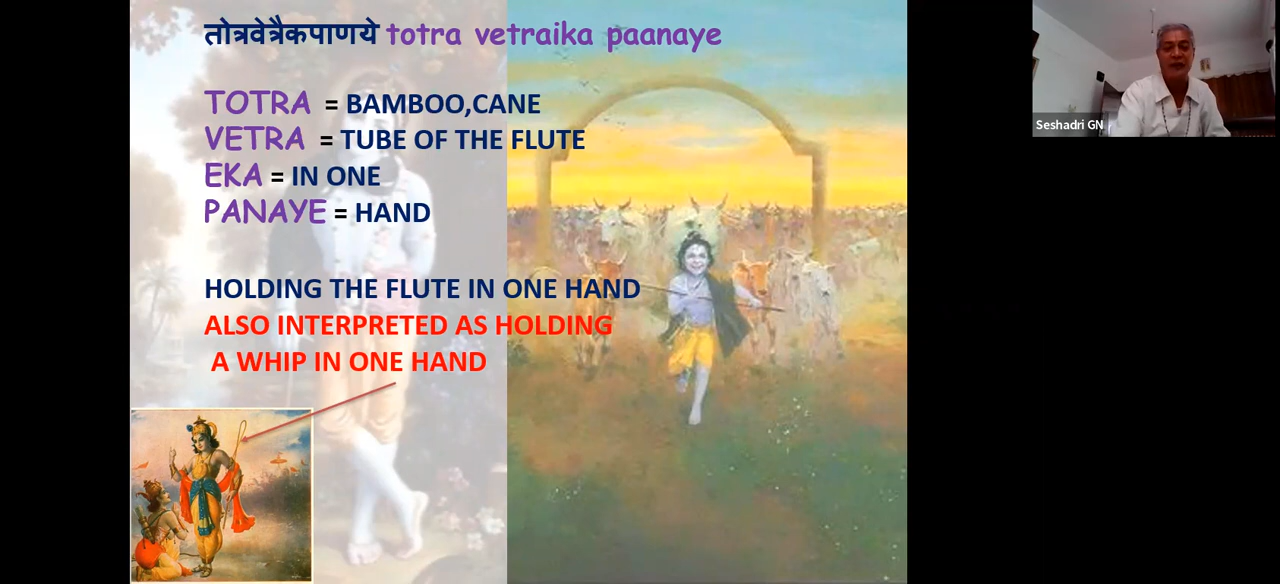 तोत्रवेत्रैकपाणये totra vetraika paanaye
TOTRA = BAMBOO,CANE
VETRA = TUBE OF THE FLUTE
EKA = IN ONE
PANAYE = HAND
HOLDING THE FLUTE IN ONE HAND
ALSO INTERPRETED AS HOLDING
A WHIP IN ONE HAND
Seshadri GN